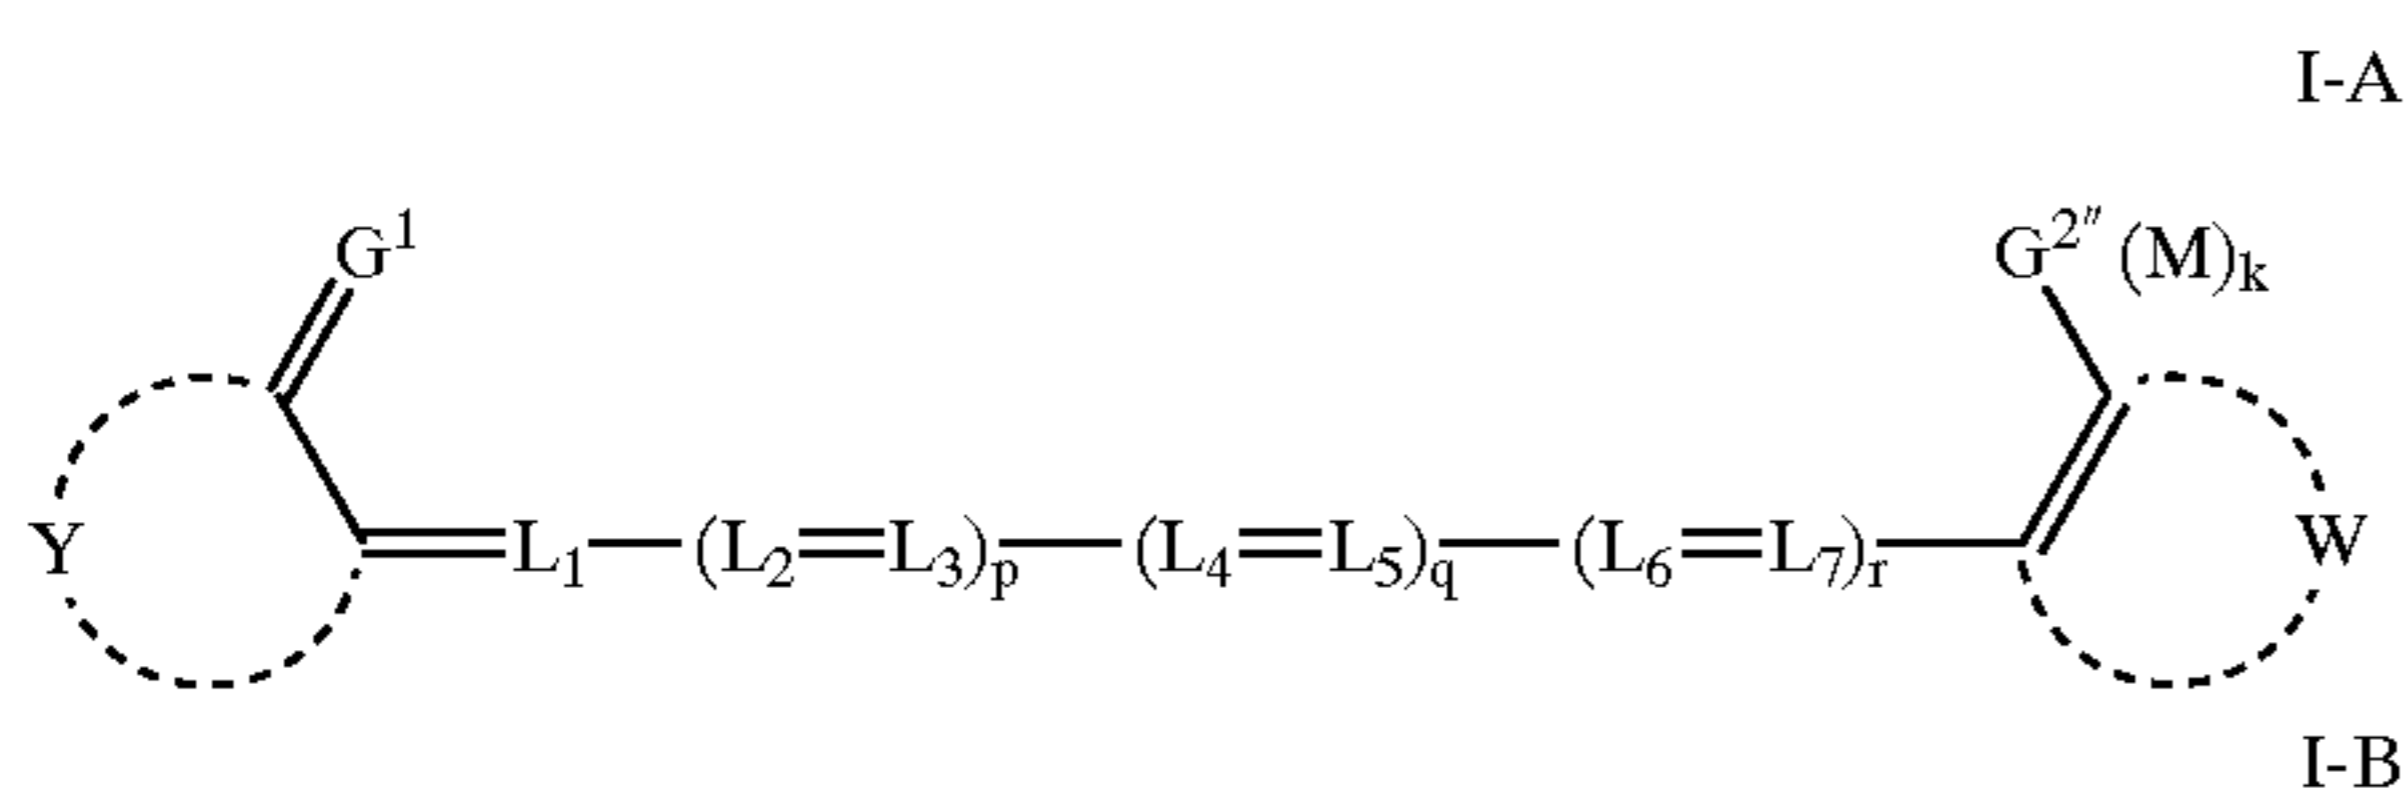 I-A
G¹ G²″ (M)ₖ
Y =L₁—(L₂=L₃)ₚ—(L₄=L₅)q—(L₆=L₇)ᵣ— W
I-B